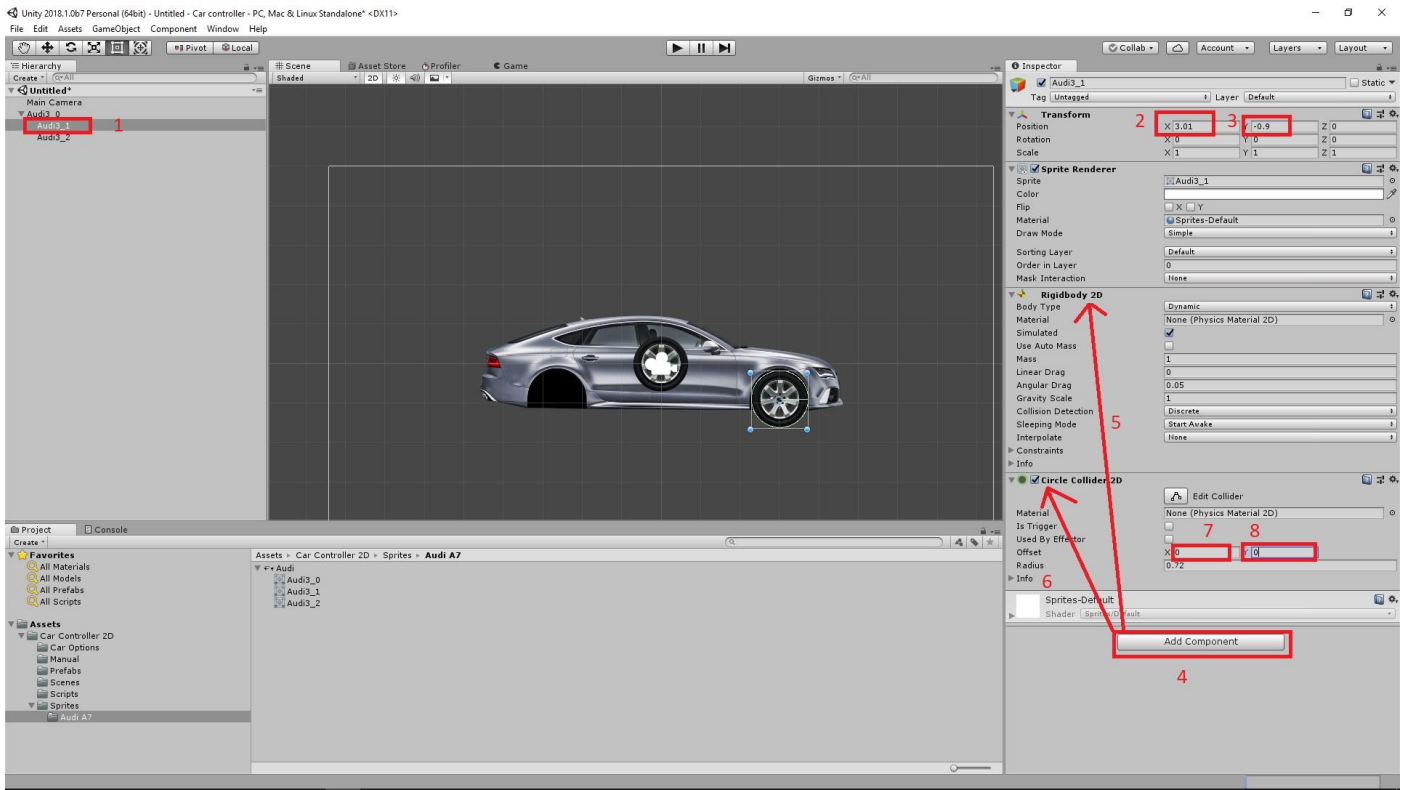 Unity 2018.1.0b7 Personal (64bit) - Untitled - Car controller - PC, Mac & Linux Standalone* <DX11>
File Edit Assets GameObject Component Window Help
Pivot Local Collab Account Layers Layout
Hierarchy
Create All
Untitled*
Main Camera
Audi3_0
Audi3_1 1
Audi3_2
Scene Asset Store Profiler Game
Shaded 2D Gizmos All
Inspector
Audi3_1 Static
Tag Untagged Layer Default
Transform
2 3
Position X 3.01 Y -0.9 Z 0
Rotation X 0 Y 0 Z 0
Scale X 1 Y 1 Z 1
Sprite Renderer
Sprite Audi3_1
Color
Flip X Y
Material Sprites-Default
Draw Mode Simple
Sorting Layer Default
Order in Layer 0
Mask Interaction None
Rigidbody 2D
Body Type Dynamic
Material None (Physics Material 2D)
Simulated
Use Auto Mass
Mass 1
Linear Drag 0
Angular Drag 0.05
Gravity Scale 1
Collision Detection Discrete
5
Sleeping Mode Start Awake
Interpolate None
Constraints
Info
Circle Collider 2D
Edit Collider
Material None (Physics Material 2D)
Is Trigger
7 8
Used By Effector
Offset X 0 Y 0
Radius 0.72
Info 6
Sprites-Default
Shader Sprites/Default
Add Component
4
Project Console
Create
Favorites
All Materials
All Models
All Prefabs
All Scripts
Assets
Car Controller 2D
Car Options
Manual
Prefabs
Scenes
Scripts
Sprites
Audi A7
Assets Car Controller 2D Sprites Audi A7
Audi
Audi3_0
Audi3_1
Audi3_2